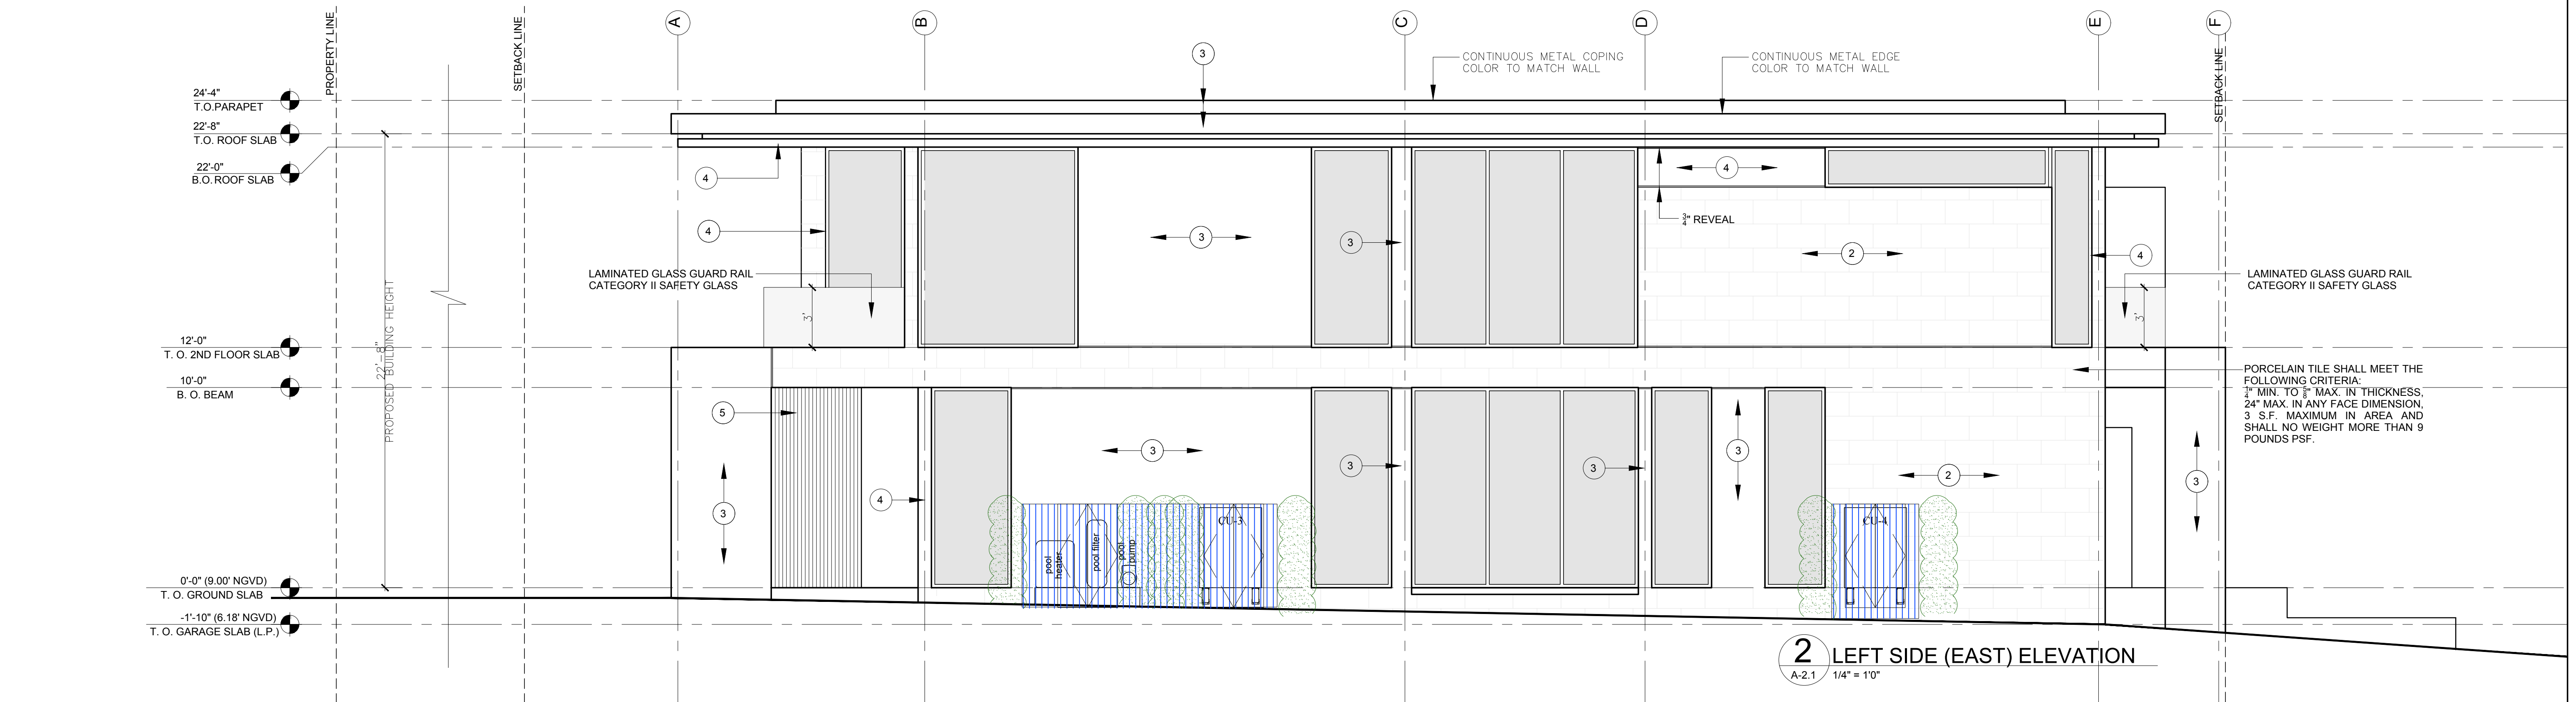 PROPERTY LINE
SETBACK LINE
A
B
C
D
E
F
SETBACK LINE
3
CONTINUOUS METAL COPING
COLOR TO MATCH WALL
CONTINUOUS METAL EDGE
COLOR TO MATCH WALL
24'-4"
T.O.PARAPET
22'-8"
T.O. ROOF SLAB
22'-0"
B.O. ROOF SLAB
4
4
3
3
4
3/4" REVEAL
2
4
LAMINATED GLASS GUARD RAIL
CATEGORY II SAFETY GLASS
3'
LAMINATED GLASS GUARD RAIL
CATEGORY II SAFETY GLASS
3'
22'-8"
PROPOSED BUILDING HEIGHT
12'-0"
T. O. 2ND FLOOR SLAB
10'-0"
B. O. BEAM
PORCELAIN TILE SHALL MEET THE
FOLLOWING CRITERIA:
1/4" MIN. TO 5/8" MAX. IN THICKNESS,
24" MAX. IN ANY FACE DIMENSION,
3 S.F. MAXIMUM IN AREA AND
SHALL NO WEIGHT MORE THAN 9
POUNDS PSF.
5
3
3
3
3
2
3
4
3
CU-3
CU-4
pool
heater
pool filter
pool
pump
0'-0" (9.00' NGVD)
T. O. GROUND SLAB
-1'-10" (6.18' NGVD)
T. O. GARAGE SLAB (L.P.)
2
A-2.1
LEFT SIDE (EAST) ELEVATION
1/4" = 1'0"